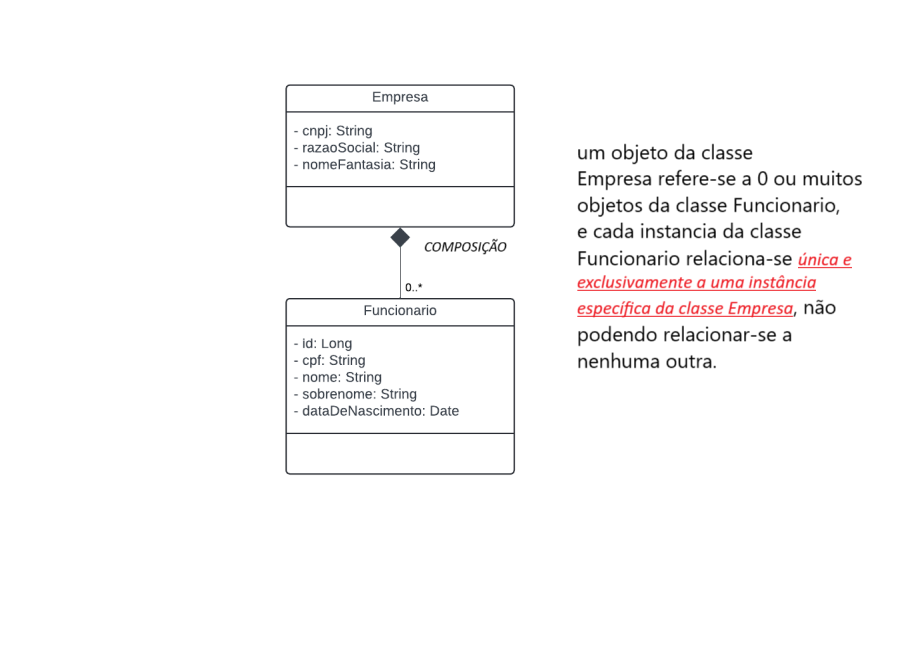 Empresa
- cnpj: String
- razaoSocial: String
- nomeFantasia: String
COMPOSIÇÃO
0..*
Funcionario
- id: Long
- cpf: String
- nome: String
- sobrenome: String
- dataDeNascimento: Date
um objeto da classe
Empresa refere-se a 0 ou muitos
objetos da classe Funcionario,
e cada instancia da classe
Funcionario relaciona-se única e
exclusivamente a uma instância
específica da classe Empresa, não
podendo relacionar-se a
nenhuma outra.